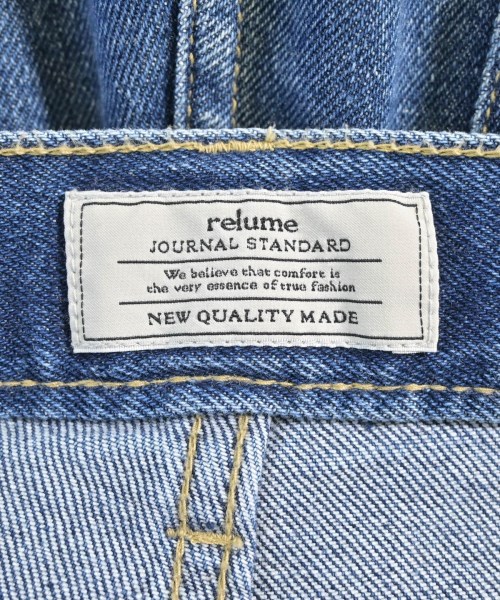 relume
JOURNAL STANDARD
We believe that comfort is
the very essence of true fashion
NEW QUALITY MADE